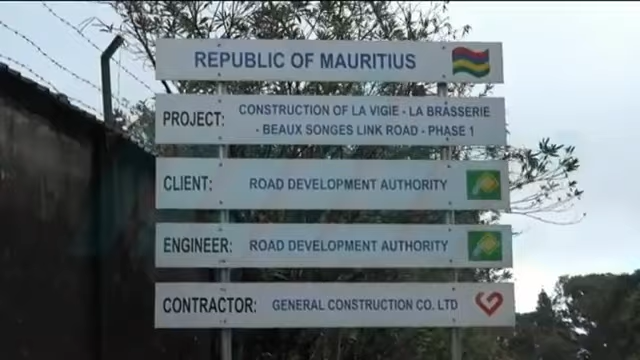 REPUBLIC OF MAURITIUS
PROJECT: CONSTRUCTION OF LA VIGIE - LA BRASSERIE
- BEAUX SONGES LINK ROAD - PHASE 1
CLIENT: ROAD DEVELOPMENT AUTHORITY
ENGINEER: ROAD DEVELOPMENT AUTHORITY
CONTRACTOR: GENERAL CONSTRUCTION CO. LTD